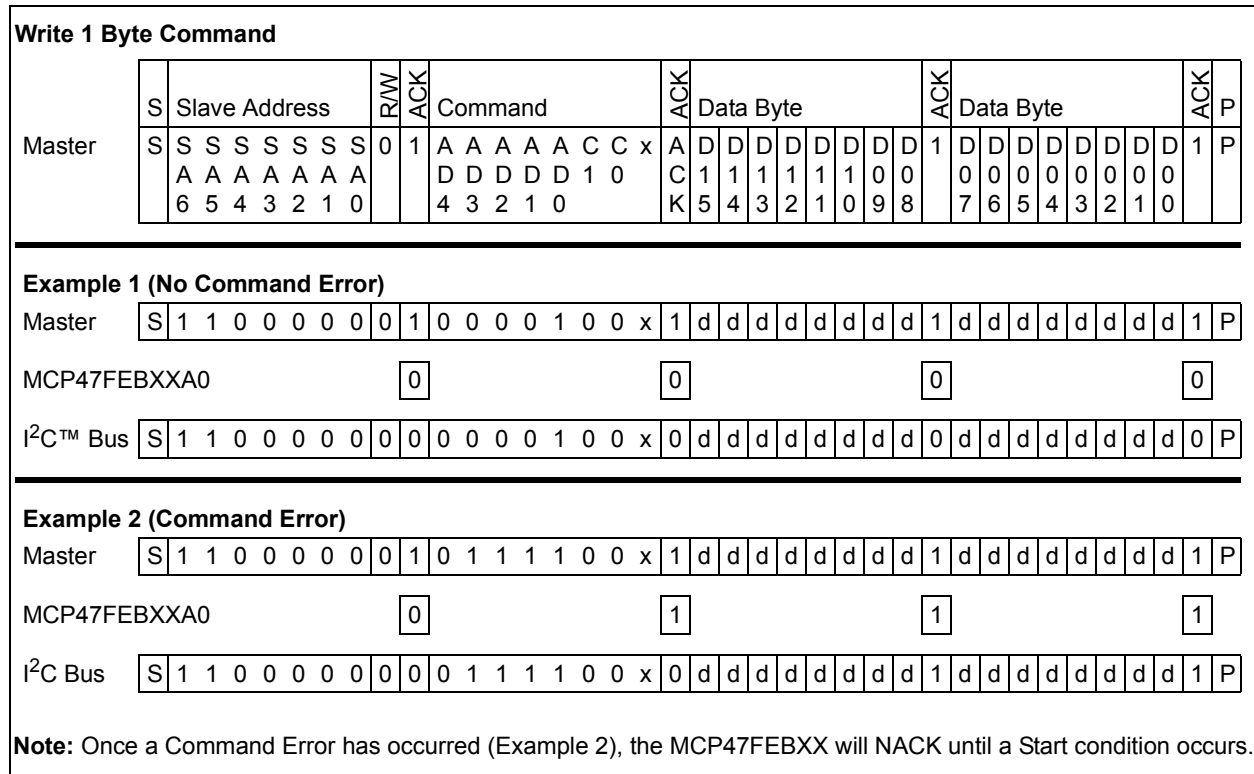 Write 1 Byte Command
S Slave Address R/W ACK Command ACK Data Byte ACK Data Byte ACK P
Master S S S S S S S S 0 1 A A A A A C C x A D D D D D D D D 1 D D D D D D D D 1 P
A A A A A A A D D D D D 1 0 C 1 1 1 1 1 1 0 0 0 0 0 0 0 0 0 0
6 5 4 3 2 1 0 4 3 2 1 0 K 5 4 3 2 1 0 9 8 7 6 5 4 3 2 1 0
Example 1 (No Command Error)
Master S 1 1 0 0 0 0 0 0 1 0 0 0 0 1 0 0 x 1 d d d d d d d d 1 d d d d d d d d 1 P
MCP47FEBXXA0 0 0 0 0
I²C™ Bus S 1 1 0 0 0 0 0 0 0 0 0 0 0 1 0 0 x 0 d d d d d d d d 0 d d d d d d d d 0 P
Example 2 (Command Error)
Master S 1 1 0 0 0 0 0 0 1 0 1 1 1 1 0 0 x 1 d d d d d d d d 1 d d d d d d d d 1 P
MCP47FEBXXA0 0 1 1 1
I²C Bus S 1 1 0 0 0 0 0 0 0 0 1 1 1 1 0 0 x 0 d d d d d d d d 1 d d d d d d d d 1 P
Note: Once a Command Error has occurred (Example 2), the MCP47FEBXX will NACK until a Start condition occurs.